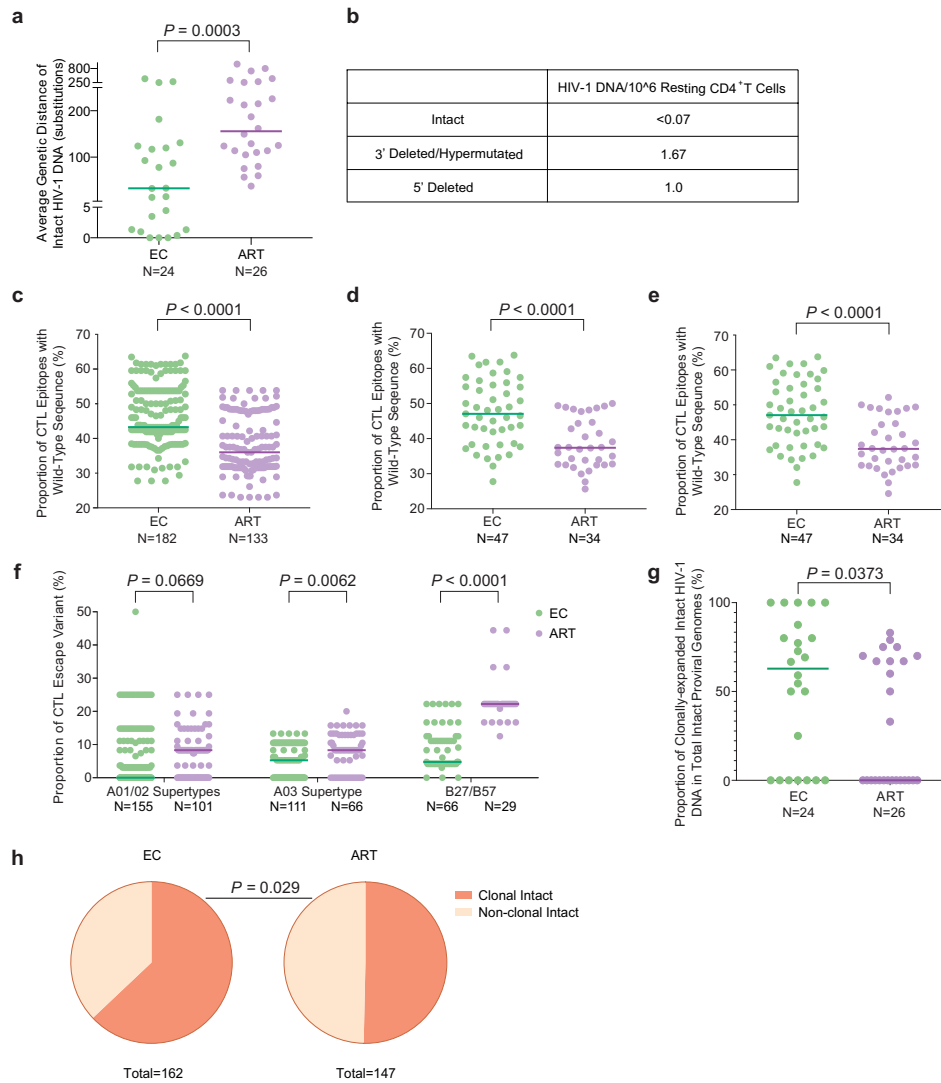 a
P = 0.0003
Average Genetic Distance of
Intact HIV-1 DNA (substitutions)
800
250
200
100
5
0
EC
ART
N=24
N=26
b
HIV-1 DNA/10^6 Resting CD4+T Cells
Intact
<0.07
3' Deleted/Hypermutated
1.67
5' Deleted
1.0
c
P < 0.0001
Proportion of CTL Epitopes with
Wild-Type Seqeunce (%)
70
60
50
40
30
20
EC
ART
N=182
N=133
d
P < 0.0001
Proportion of CTL Epitopes with
Wild-Type Seqeunce (%)
70
60
50
40
30
20
EC
ART
N=47
N=34
e
P < 0.0001
Proportion of CTL Epitopes with
Wild-Type Seqeunce (%)
70
60
50
40
30
20
EC
ART
N=47
N=34
f
P = 0.0669
P = 0.0062
P < 0.0001
Proportion of CTL Escape Variant (%)
50
40
30
20
10
0
EC
ART
A01/02 Supertypes
A03 Supertype
B27/B57
N=155
N=101
N=111
N=66
N=66
N=29
g
P = 0.0373
Proportion of Clonally-expanded Intact HIV-1
DNA in Total Intact Proviral Genomes (%)
100
50
0
EC
ART
N=24
N=26
h
EC
ART
P = 0.029
Clonal Intact
Non-clonal Intact
Total=162
Total=147